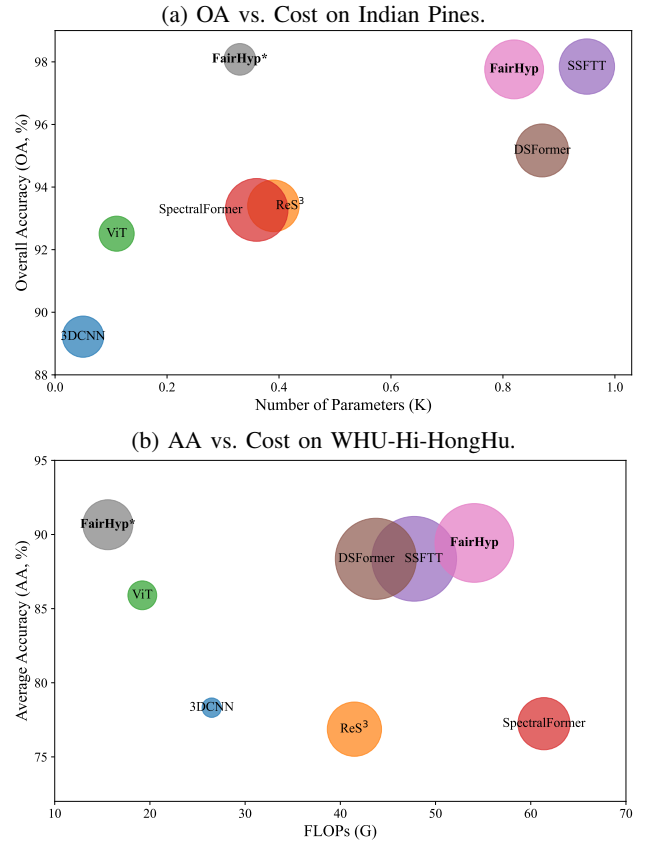 (a) OA vs. Cost on Indian Pines.
Overall Accuracy (OA, %)
98
96
94
92
90
88
FairHyp*
FairHyp
SSFTT
DSFormer
SpectralFormer
ReS³
ViT
3DCNN
0.0 0.2 0.4 0.6 0.8 1.0
Number of Parameters (K)
(b) AA vs. Cost on WHU-Hi-HongHu.
Average Accuracy (AA, %)
95
90
85
80
75
FairHyp*
FairHyp
DSFormer
SSFTT
ViT
3DCNN
ReS³
SpectralFormer
10 20 30 40 50 60 70
FLOPs (G)